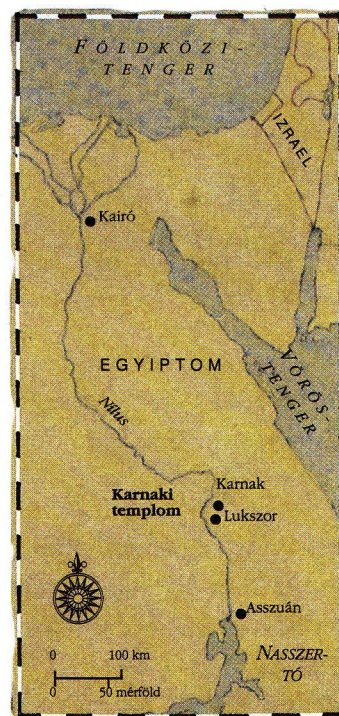 FÖLDKÖZI-
TENGER
IZRAEL
Kairó
EGYIPTOM
VÖRÖS-
TENGER
Nílus
Karnak
Karnaki
templom
Lukszor
Asszuán
0 100 km
0 50 mérföld
NASSZER-
TÓ